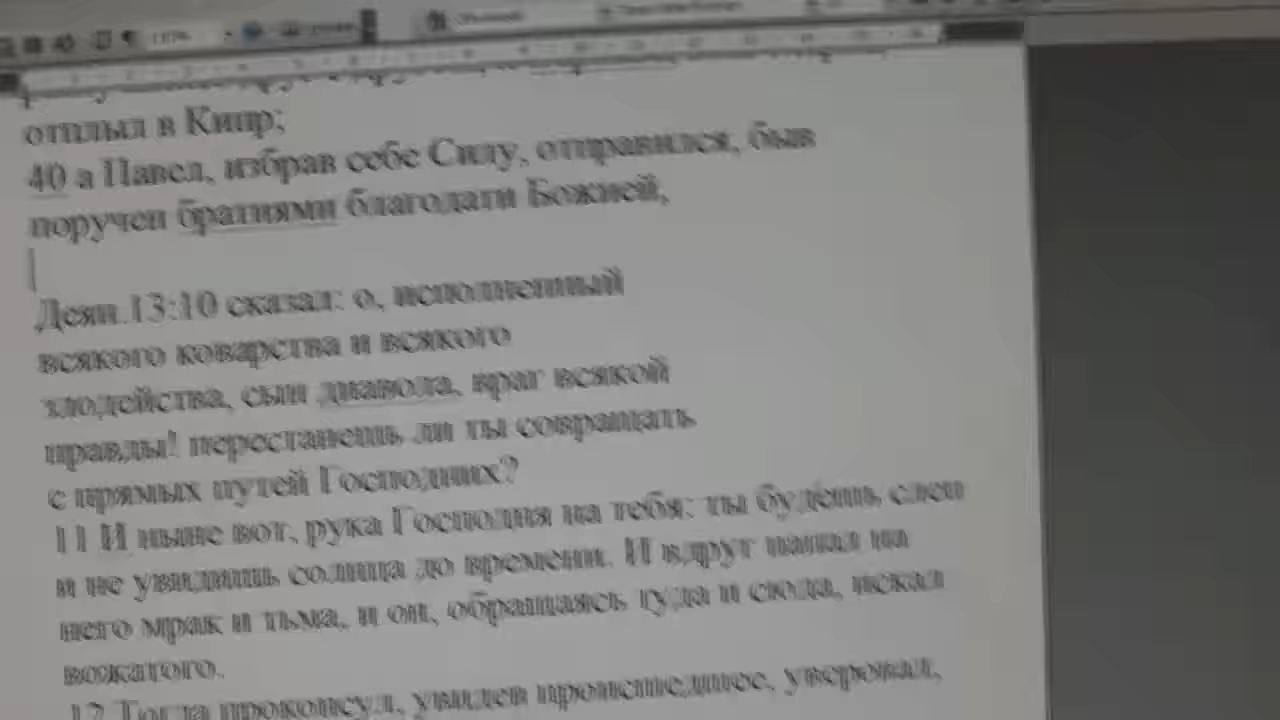 отплыл в Кипр;
40 а Павел, избрав себе Силу, отправился, быв
поручен братиями благодати Божией,
Деян.13:10 сказал: о, исполненный
всякого коварства и всякого
злодейства, сын диавола, враг всякой
правды! перестанешь ли ты совращать
с прямых путей Господних?
11 И ныне вот, рука Господня на тебя: ты будешь слеп
и не увидишь солнца до времени. И вдруг напал на
него мрак и тьма, и он, обращаясь туда и сюда, искал
вожатого.
12 Тогда проконсул, увидев происшедшее, уверовал,